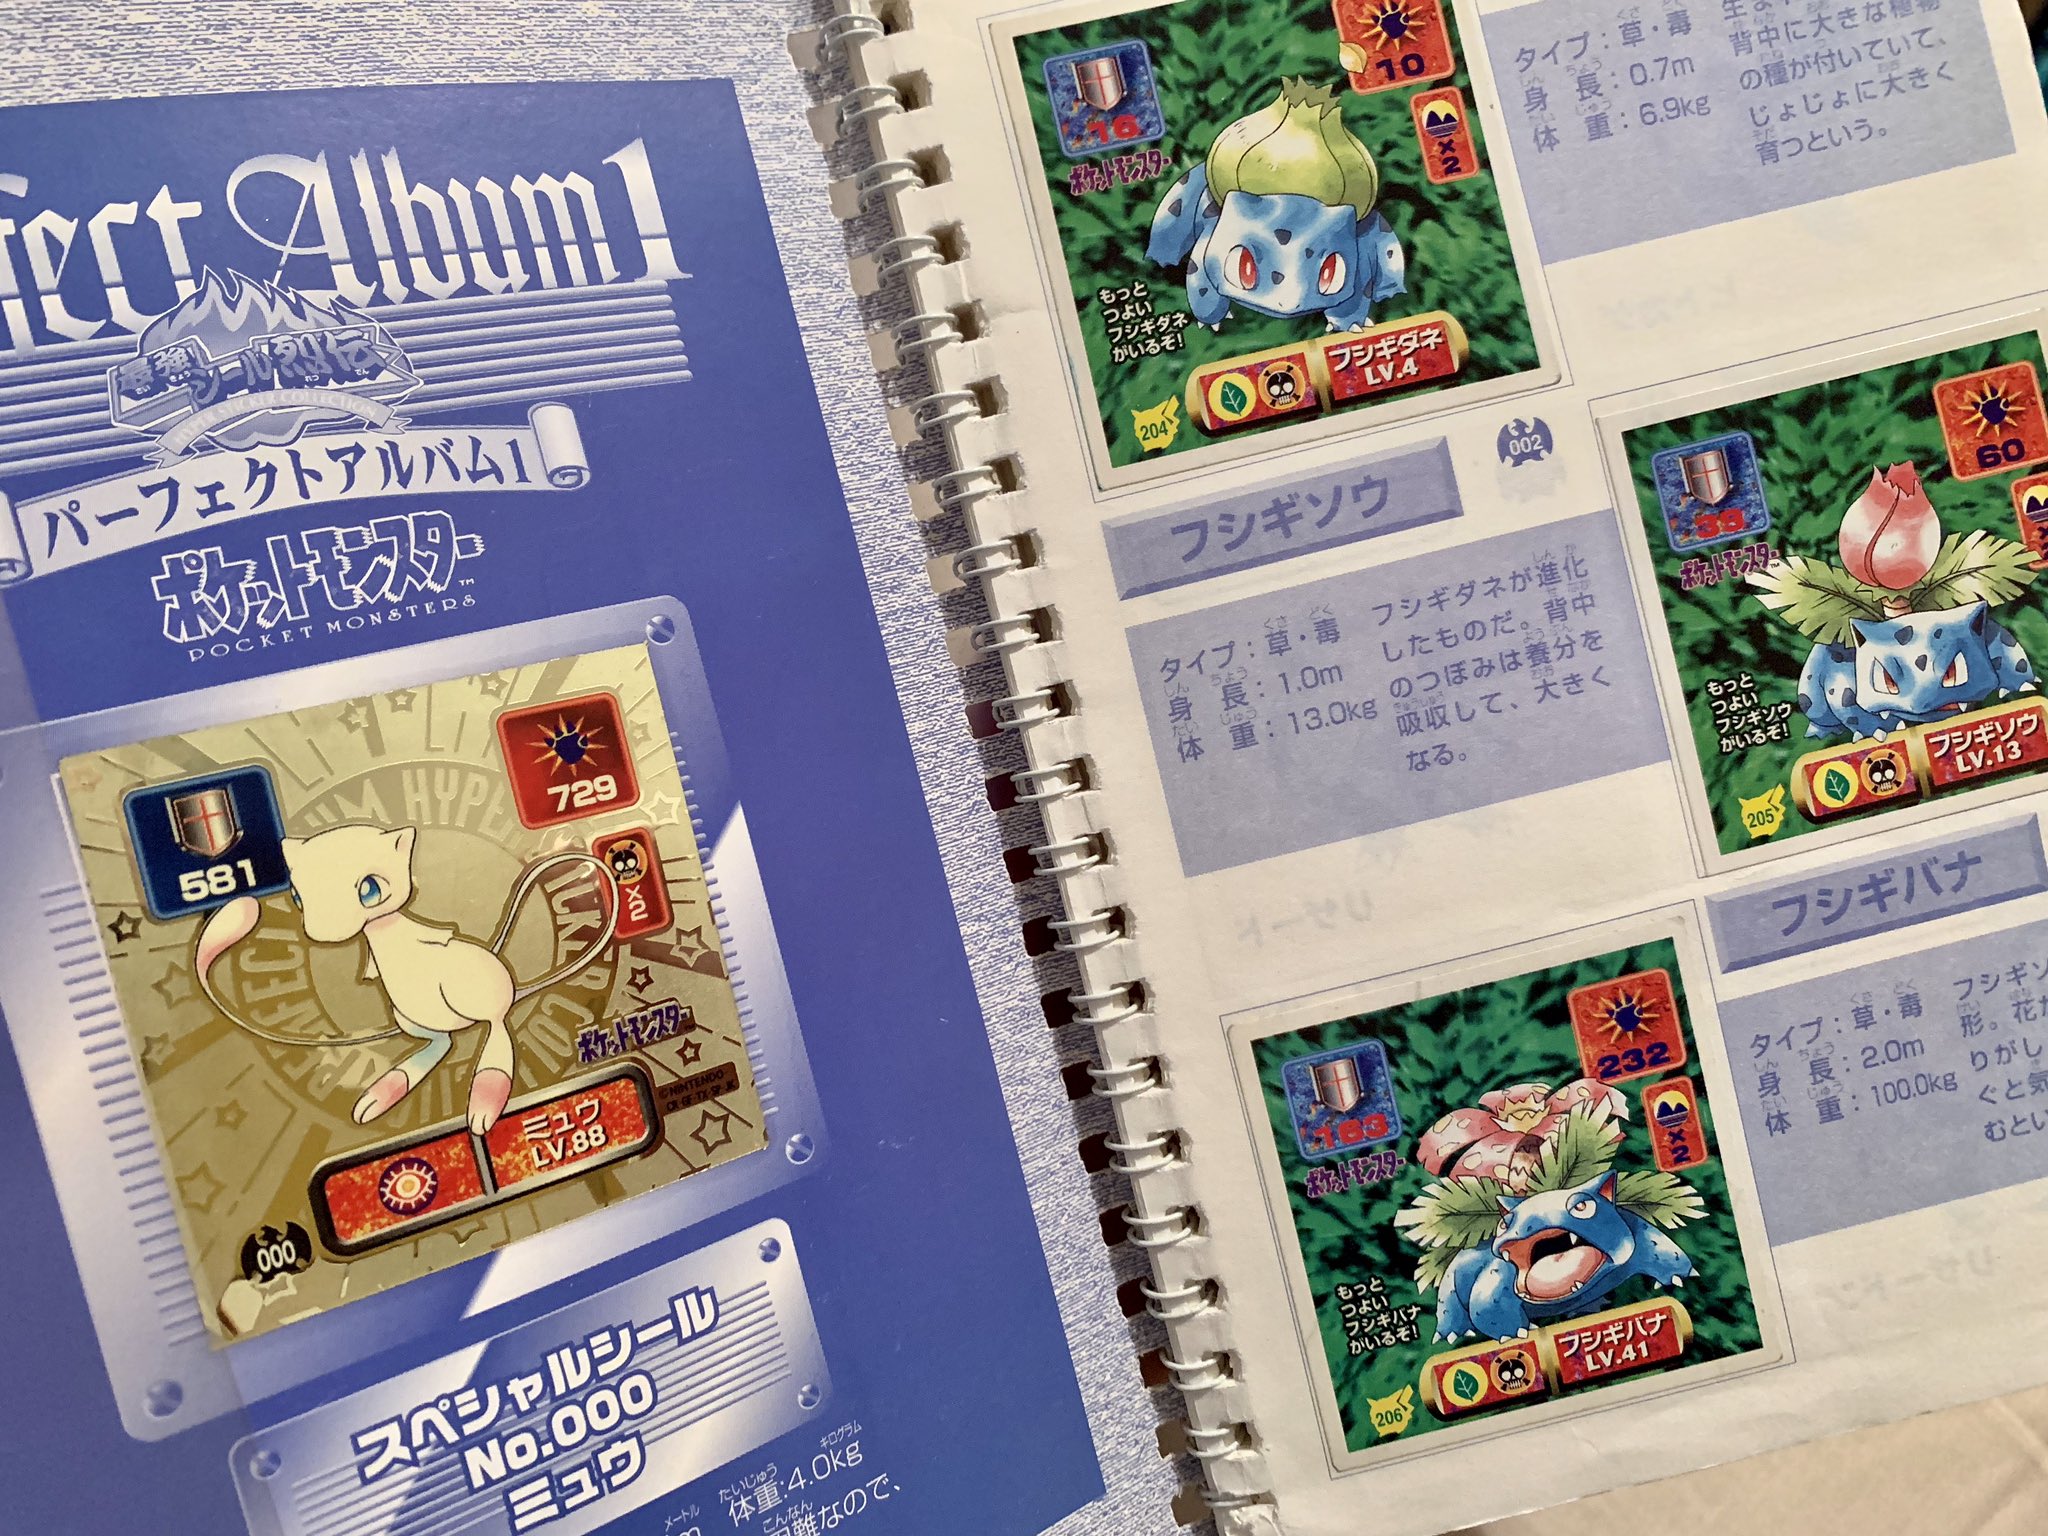 Album1
最強シール烈伝
HYPER STICKER COLLECTION
パーフェクトアルバム1
ポケットモンスター
POCKET MONSTERS
729
581
×2
ポケットモンスター
©NINTENDO
ミュウ
LV.88
000
スペシャルシール
No.000
ミュウ
体重:4.0kg
10
16
×2
ポケットモンスター
もっと
つよい
フシギダネ
がいるぞ!
フシギダネ
LV.4
204
タイプ:草・毒
身長:0.7m
体重:6.9kg
背中に大きな
の種が付いていて、
じょじょに大きく
育つという。
002
フシギソウ
タイプ:草・毒
身長:1.0m
体重:13.0kg
フシギダネが進化
したものだ。背中
のつぼみは養分を
吸収して、大きく
なる。
60
38
ポケットモンスター
もっと
つよい
フシギソウ
がいるぞ!
フシギソウ
LV.13
205
フシギバナ
タイプ:草・毒
身長:2.0m
体重:100.0kg
232
163
×2
ポケットモンスター
もっと
つよい
フシギバナ
がいるぞ!
フシギバナ
LV.41
206